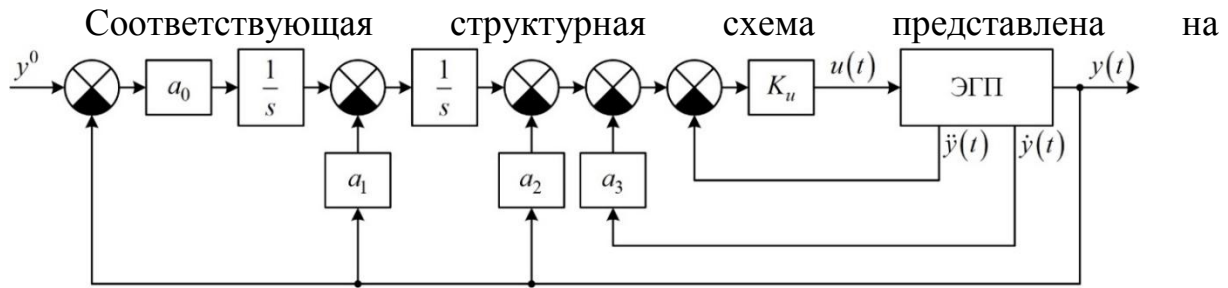 Соответствующая структурная схема представлена на
y⁰
a₀
1/s
1/s
K_u
u(t)
ЭГП
y(t)
ÿ(t)
ẏ(t)
a₁
a₂
a₃